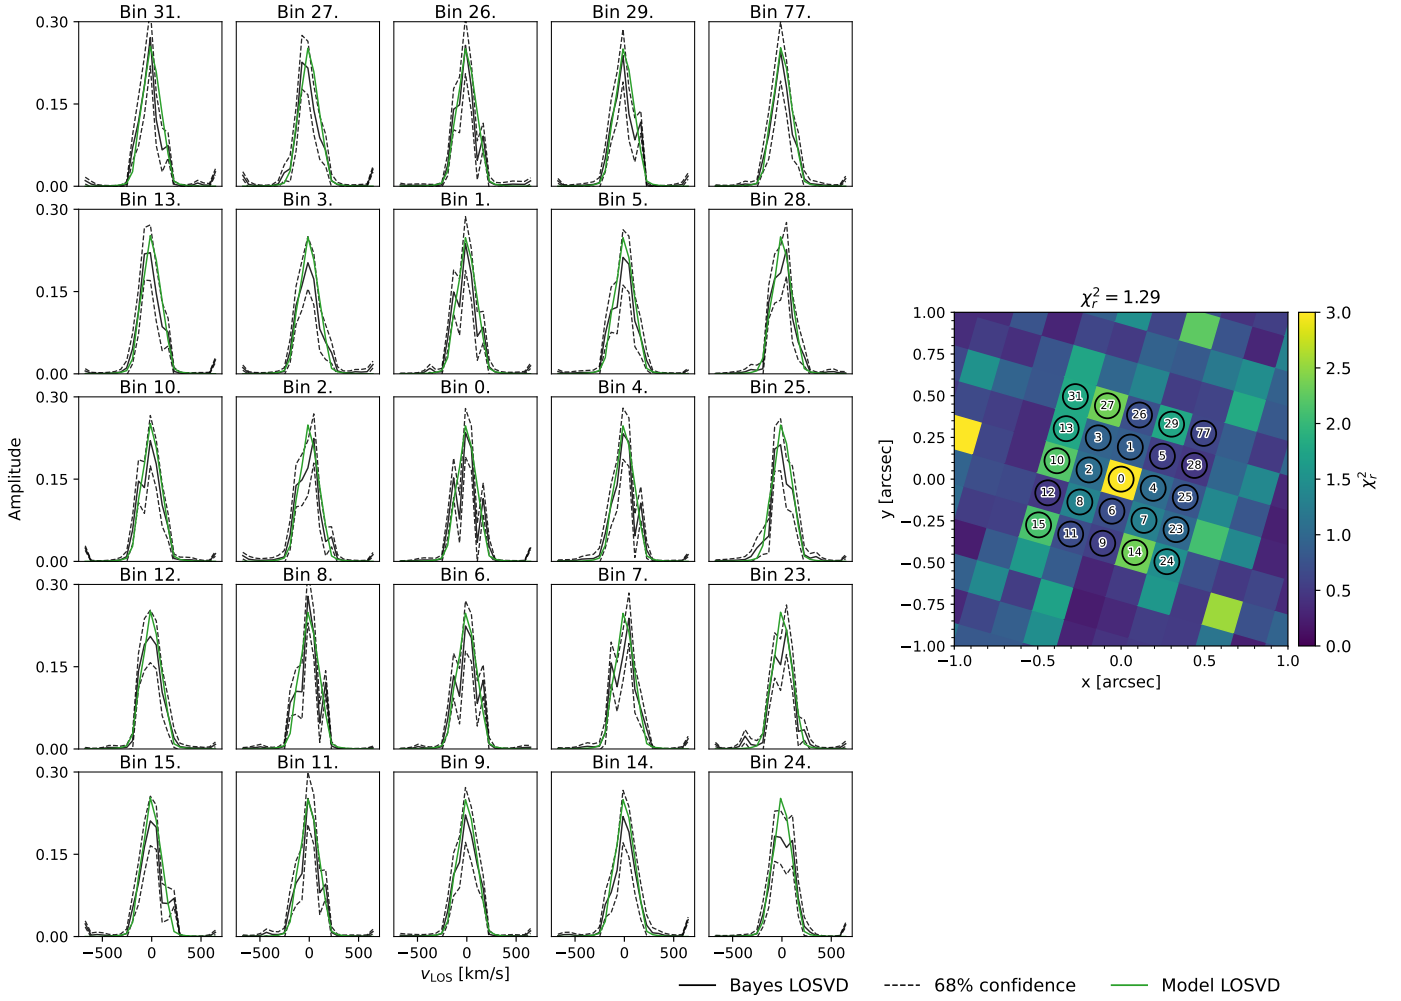 Bin 31. Bin 27. Bin 26. Bin 29. Bin 77.
0.30
0.15
0.00
Bin 13. Bin 3. Bin 1. Bin 5. Bin 28.
0.30
0.15
0.00
Bin 10. Bin 2. Bin 0. Bin 4. Bin 25.
0.30
0.15
0.00
Amplitude
Bin 12. Bin 8. Bin 6. Bin 7. Bin 23.
0.30
0.15
0.00
Bin 15. Bin 11. Bin 9. Bin 14. Bin 24.
0.30
0.15
0.00
−500 0 500 −500 0 500 −500 0 500 −500 0 500 −500 0 500
v_LOS [km/s]
Bayes LOSVD 68% confidence Model LOSVD
χ²_r = 1.29
1.00
0.75
0.50
0.25
0.00
−0.25
−0.50
−0.75
−1.00
y [arcsec]
31 27 26 29 77
13 3 1 5 28
10 2 0 4 25
12 8 6 7 23
15 11 9 14 24
−1.0 −0.5 0.0 0.5 1.0
x [arcsec]
3.0
2.5
2.0
1.5
1.0
0.5
0.0
χ²_r